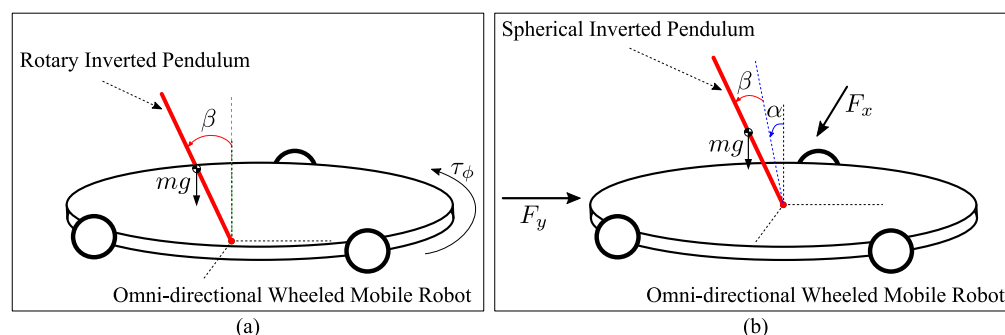 Rotary Inverted Pendulum
β
mg
τ_ϕ
Omni-directional Wheeled Mobile Robot
(a)
Spherical Inverted Pendulum
β
α
F_x
mg
F_y
Omni-directional Wheeled Mobile Robot
(b)